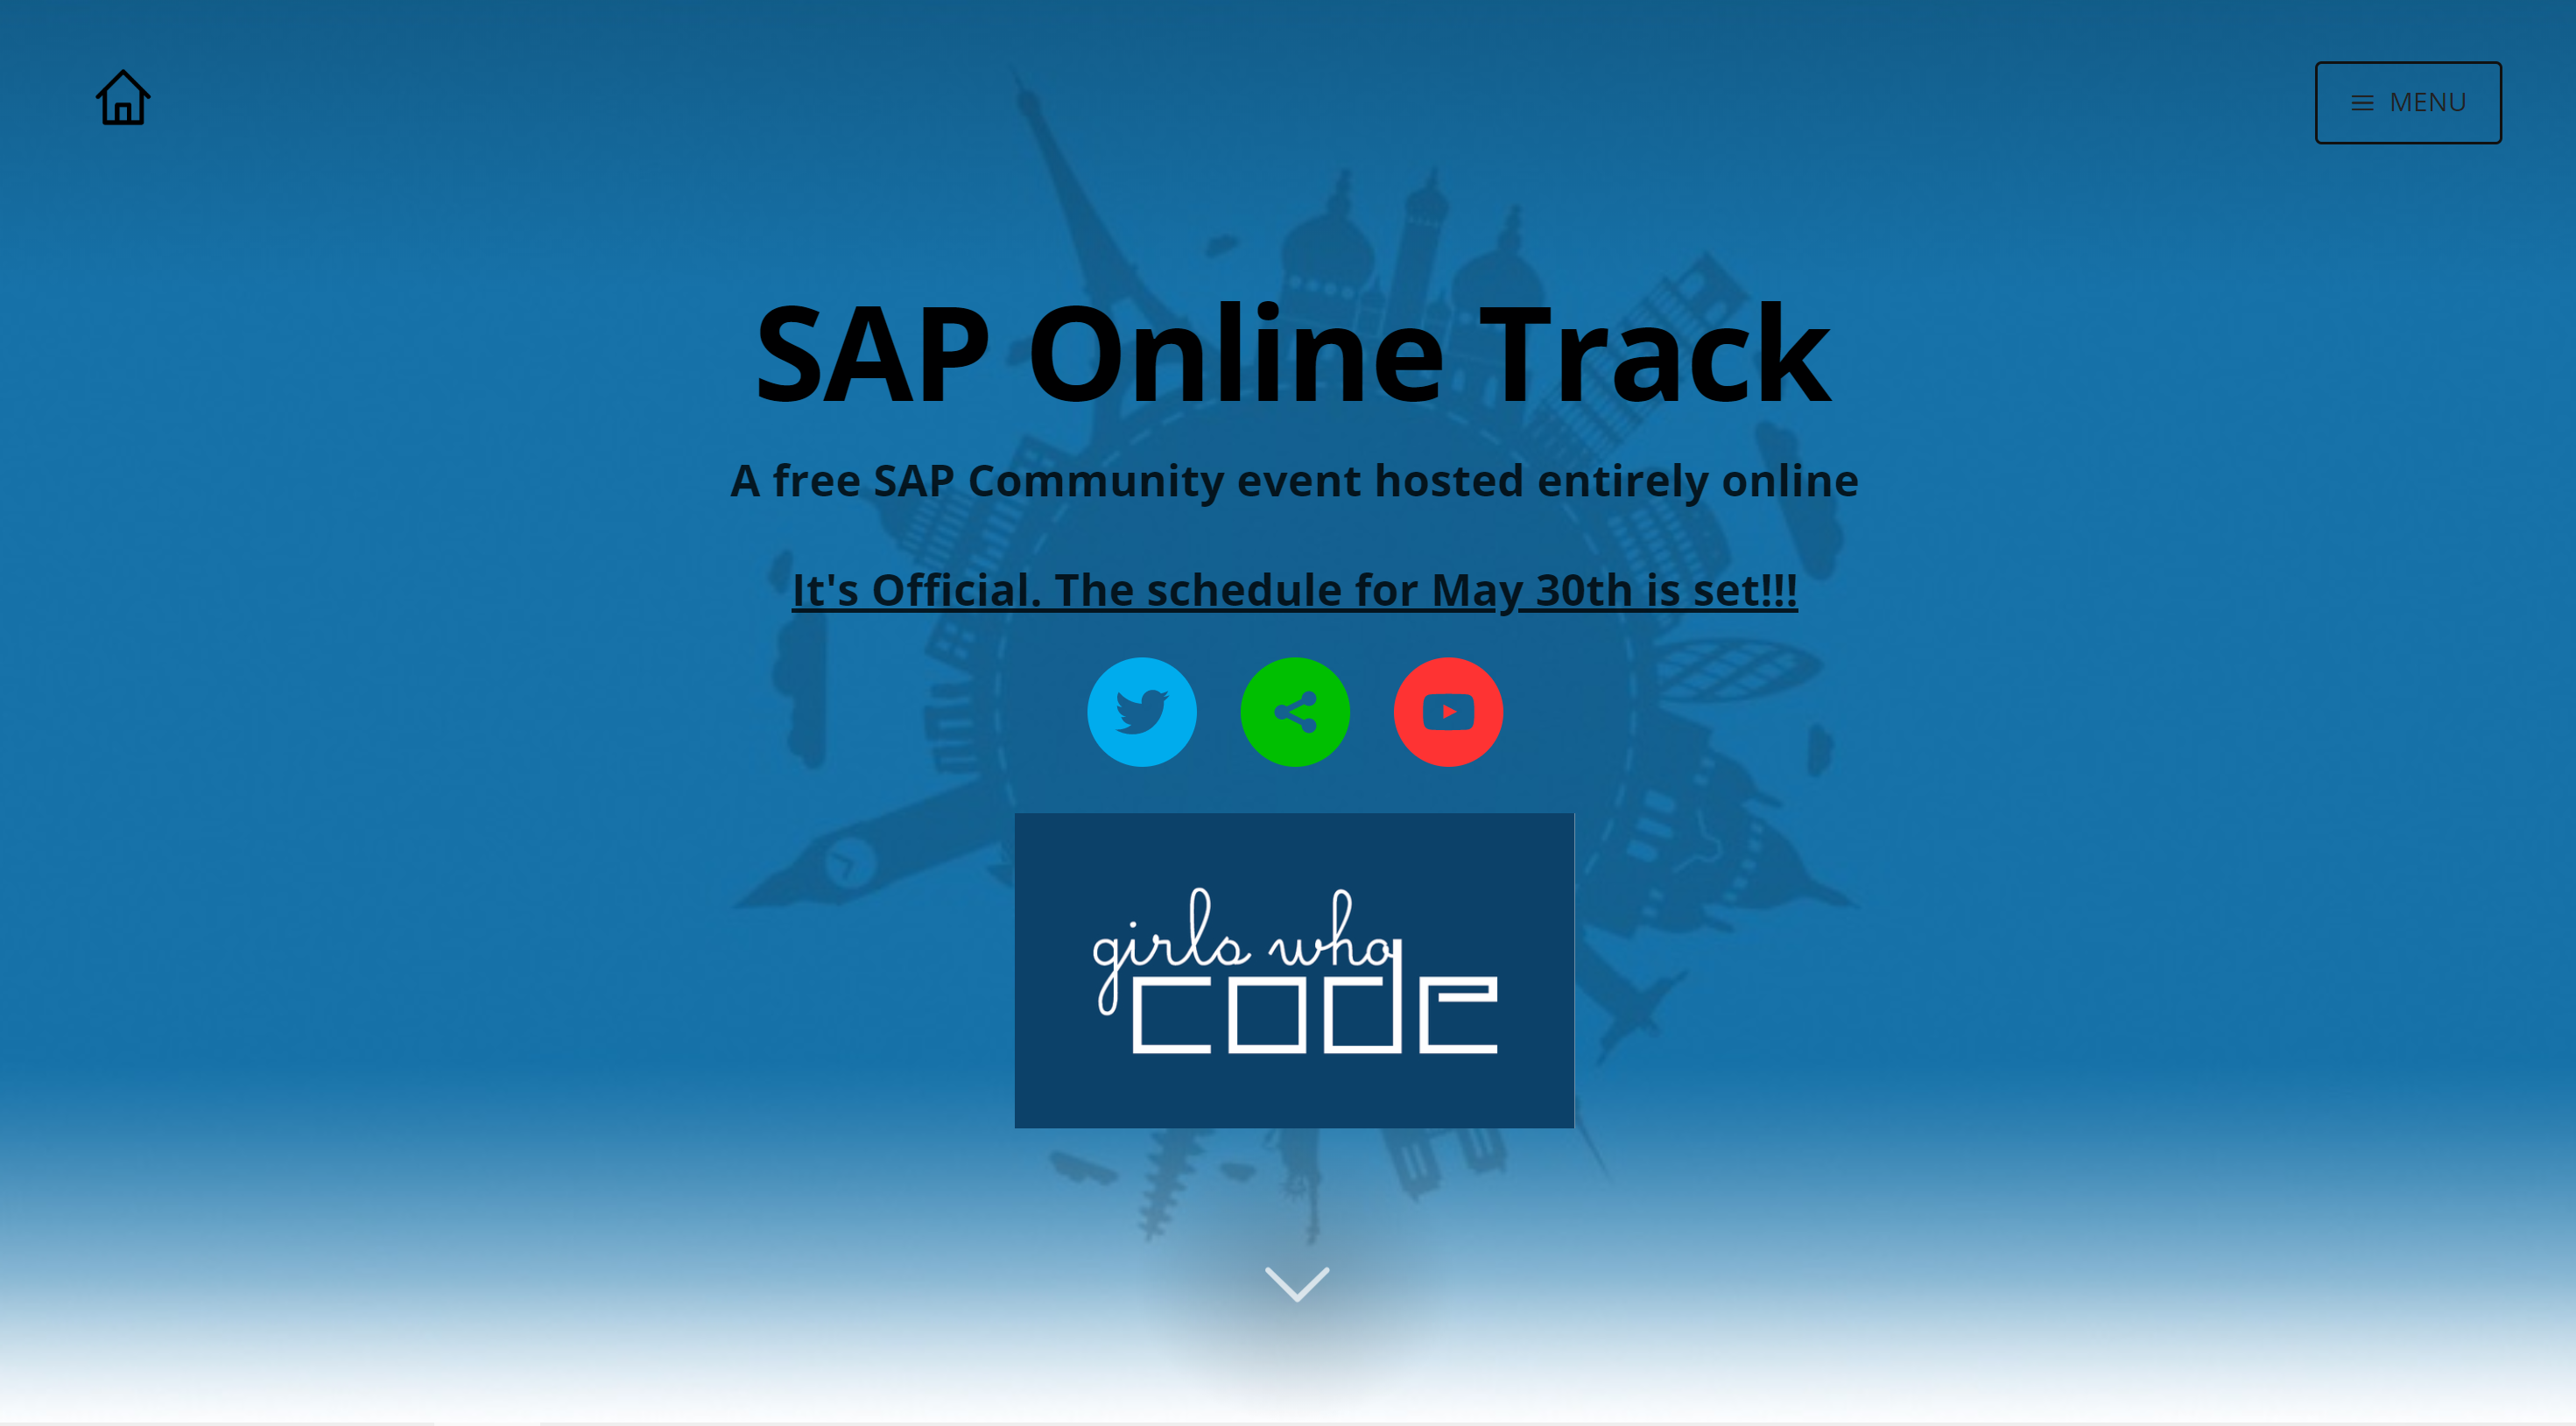 MENU
SAP Online Track
A free SAP Community event hosted entirely online
It's Official. The schedule for May 30th is set!!!
girls who
code